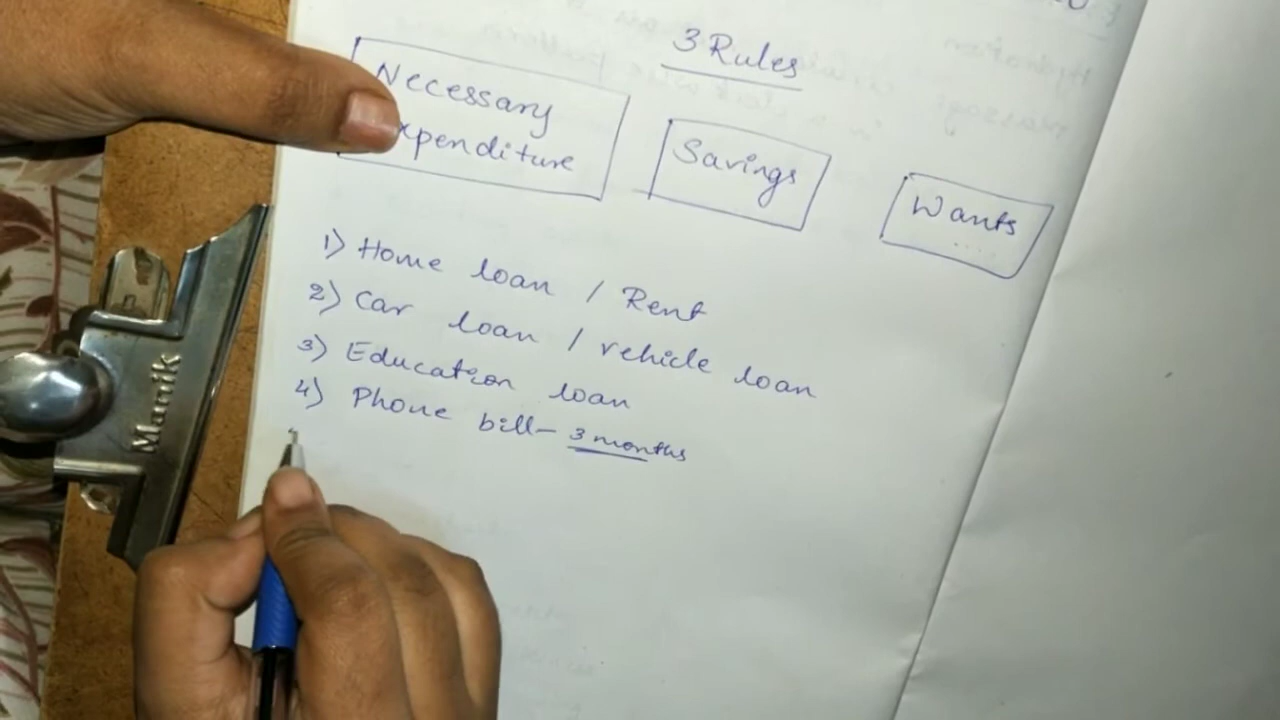 3 Rules
Necessary
xpenditure
Savings
Wants
1) Home loan / Rent
2) Car loan / vehicle loan
3) Education loan
4) Phone bill- 3 months
Manik